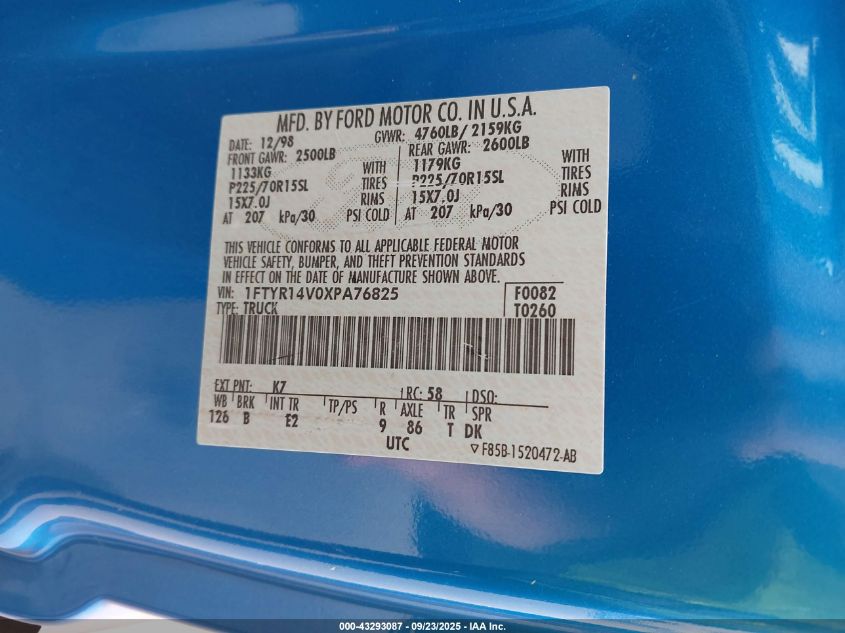 MFD. BY FORD MOTOR CO. IN U.S.A.
DATE: 12/98 GVWR: 4760LB/ 2159KG
FRONT GAWR: 2500LB REAR GAWR: 2600LB
1133KG WITH 1179KG WITH
P225/70R15SL TIRES P225/70R15SL TIRES
15X7.0J RIMS 15X7.0J RIMS
AT 207 kPa/30 PSI COLD AT 207 kPa/30 PSI COLD
THIS VEHICLE CONFORMS TO ALL APPLICABLE FEDERAL MOTOR
VEHICLE SAFETY, BUMPER, AND THEFT PREVENTION STANDARDS
IN EFFECT ON THE DATE OF MANUFACTURE SHOWN ABOVE.
VIN: 1FTYR14V0XPA76825 F0082
TYPE: TRUCK T0260
EXT PNT: K7 RC: 58 DSO:
WB BRK INT TR TP/PS R AXLE TR SPR
126 B E2 9 86 T DK
UTC
▽F85B-1520472-AB
000-43293087 - 09/23/2025 - IAA Inc.